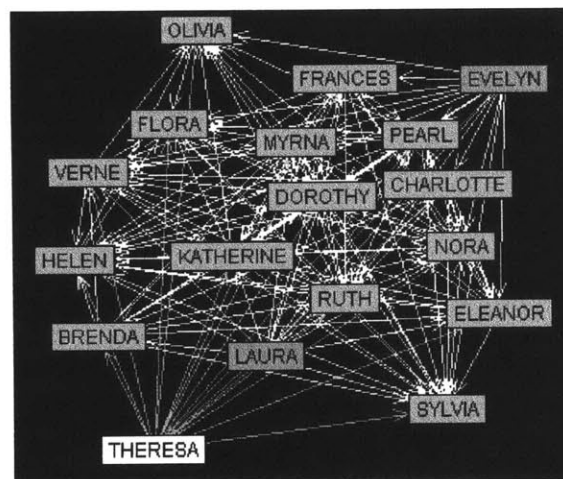 OLIVIA
FRANCES
EVELYN
FLORA
MYRNA
PEARL
VERNE
DOROTHY
CHARLOTTE
HELEN
KATHERINE
NORA
RUTH
ELEANOR
BRENDA
LAURA
SYLVIA
THERESA